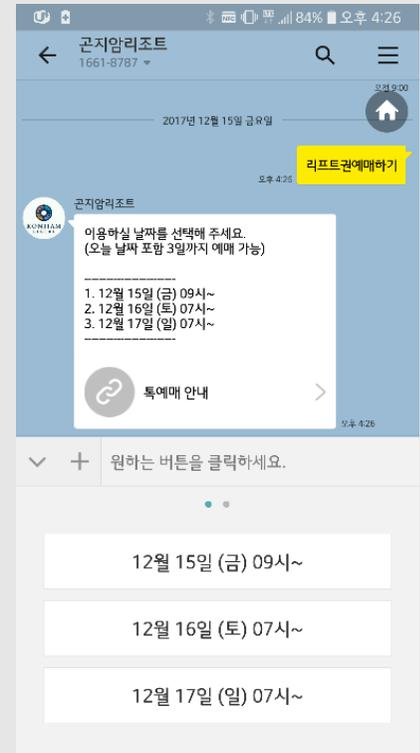 84% 오후 4:26
곤지암리조트
1661-8787
오전 9:00
2017년 12월 15일 금요일
리프트권예매하기
오후 4:26
곤지암리조트
KONJIAM
이용하실 날짜를 선택해 주세요.
(오늘 날짜 포함 3일까지 예매 가능)
--------------------
1. 12월 15일 (금) 09시~
2. 12월 16일 (토) 07시~
3. 12월 17일 (일) 07시~
--------------------
톡예매 안내
오후 4:26
원하는 버튼을 클릭하세요.
12월 15일 (금) 09시~
12월 16일 (토) 07시~
12월 17일 (일) 07시~